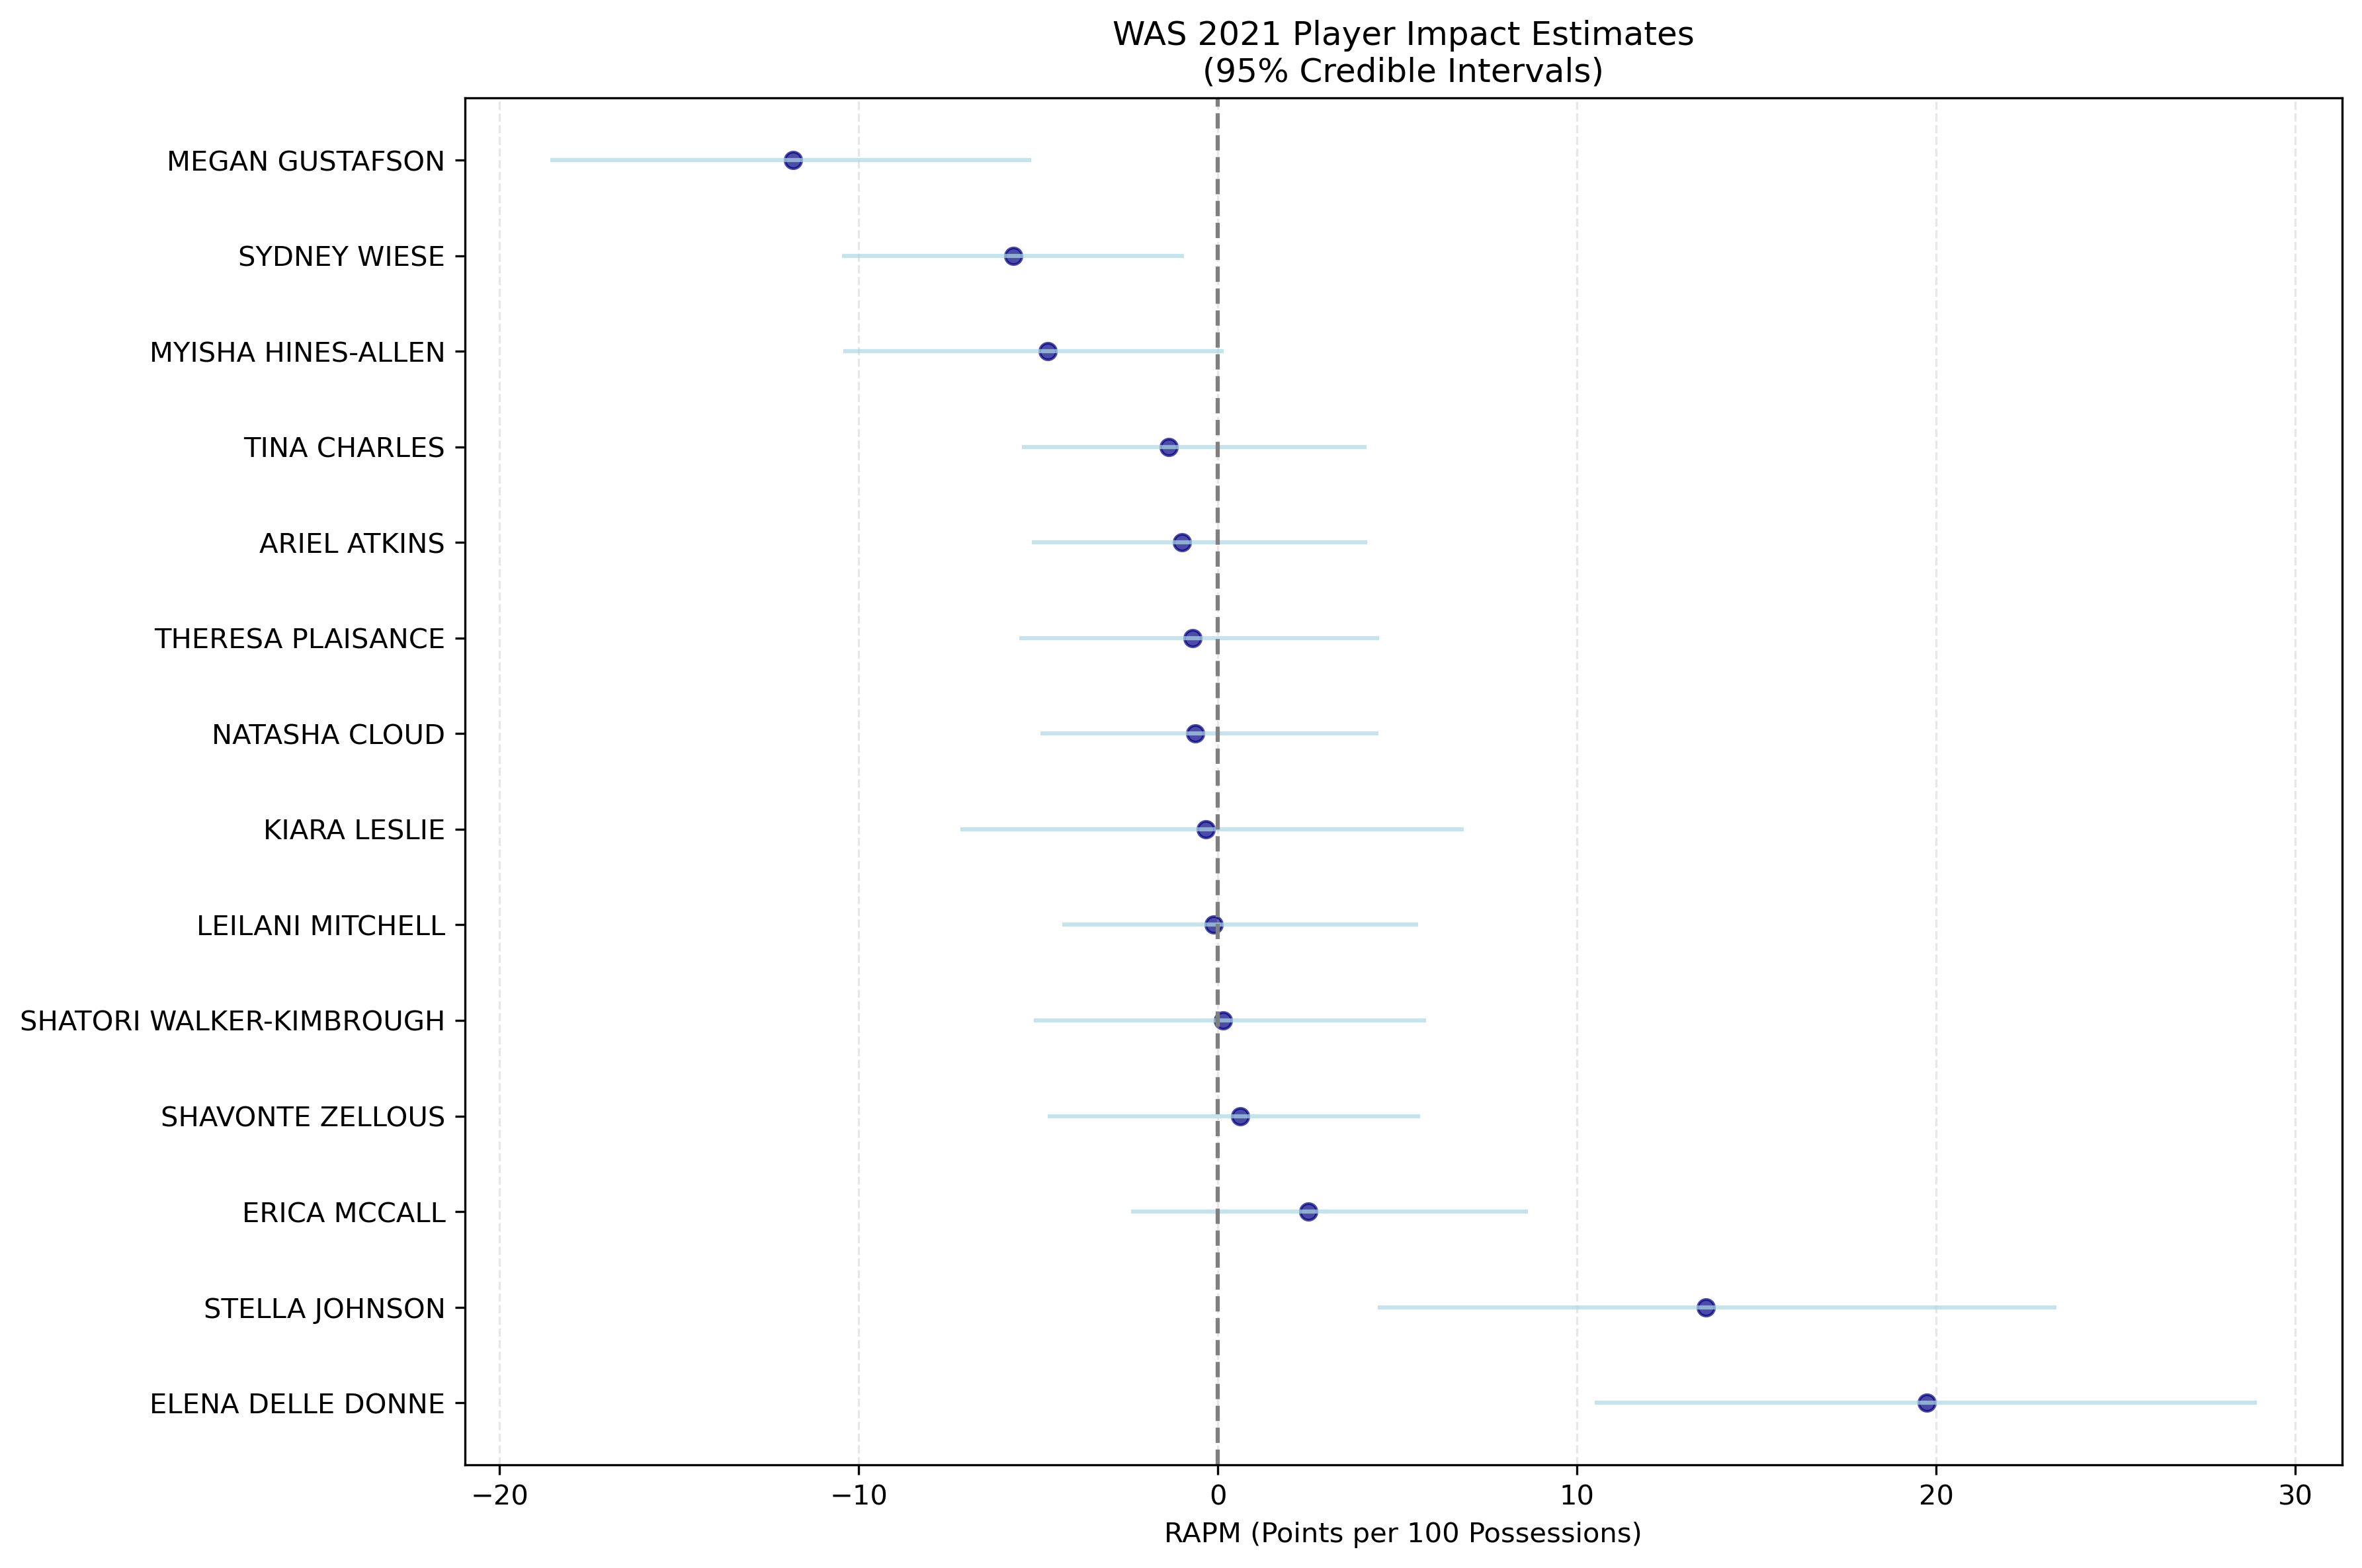 WAS 2021 Player Impact Estimates
(95% Credible Intervals)
MEGAN GUSTAFSON
SYDNEY WIESE
MYISHA HINES-ALLEN
TINA CHARLES
ARIEL ATKINS
THERESA PLAISANCE
NATASHA CLOUD
KIARA LESLIE
LEILANI MITCHELL
SHATORI WALKER-KIMBROUGH
SHAVONTE ZELLOUS
ERICA MCCALL
STELLA JOHNSON
ELENA DELLE DONNE
−20 −10 0 10 20 30
RAPM (Points per 100 Possessions)